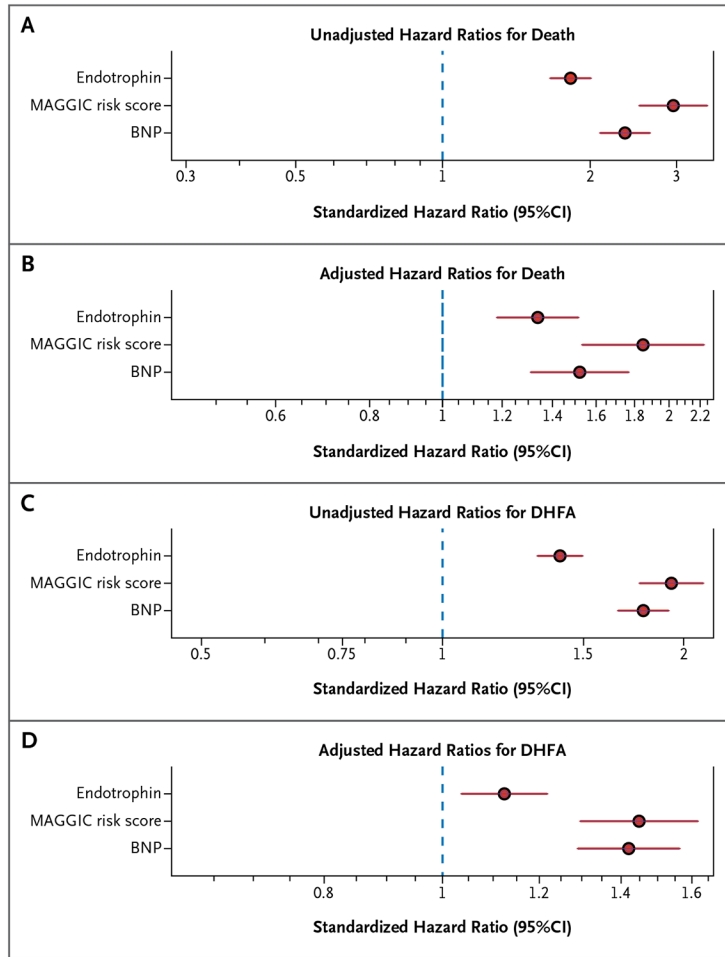 A
Unadjusted Hazard Ratios for Death
Endotrophin
MAGGIC risk score
BNP
0.3 0.5 1 2 3
Standardized Hazard Ratio (95%CI)
B
Adjusted Hazard Ratios for Death
Endotrophin
MAGGIC risk score
BNP
0.6 0.8 1 1.2 1.4 1.6 1.8 2 2.2
Standardized Hazard Ratio (95%CI)
C
Unadjusted Hazard Ratios for DHFA
Endotrophin
MAGGIC risk score
BNP
0.5 0.75 1 1.5 2
Standardized Hazard Ratio (95%CI)
D
Adjusted Hazard Ratios for DHFA
Endotrophin
MAGGIC risk score
BNP
0.8 1 1.2 1.4 1.6
Standardized Hazard Ratio (95%CI)